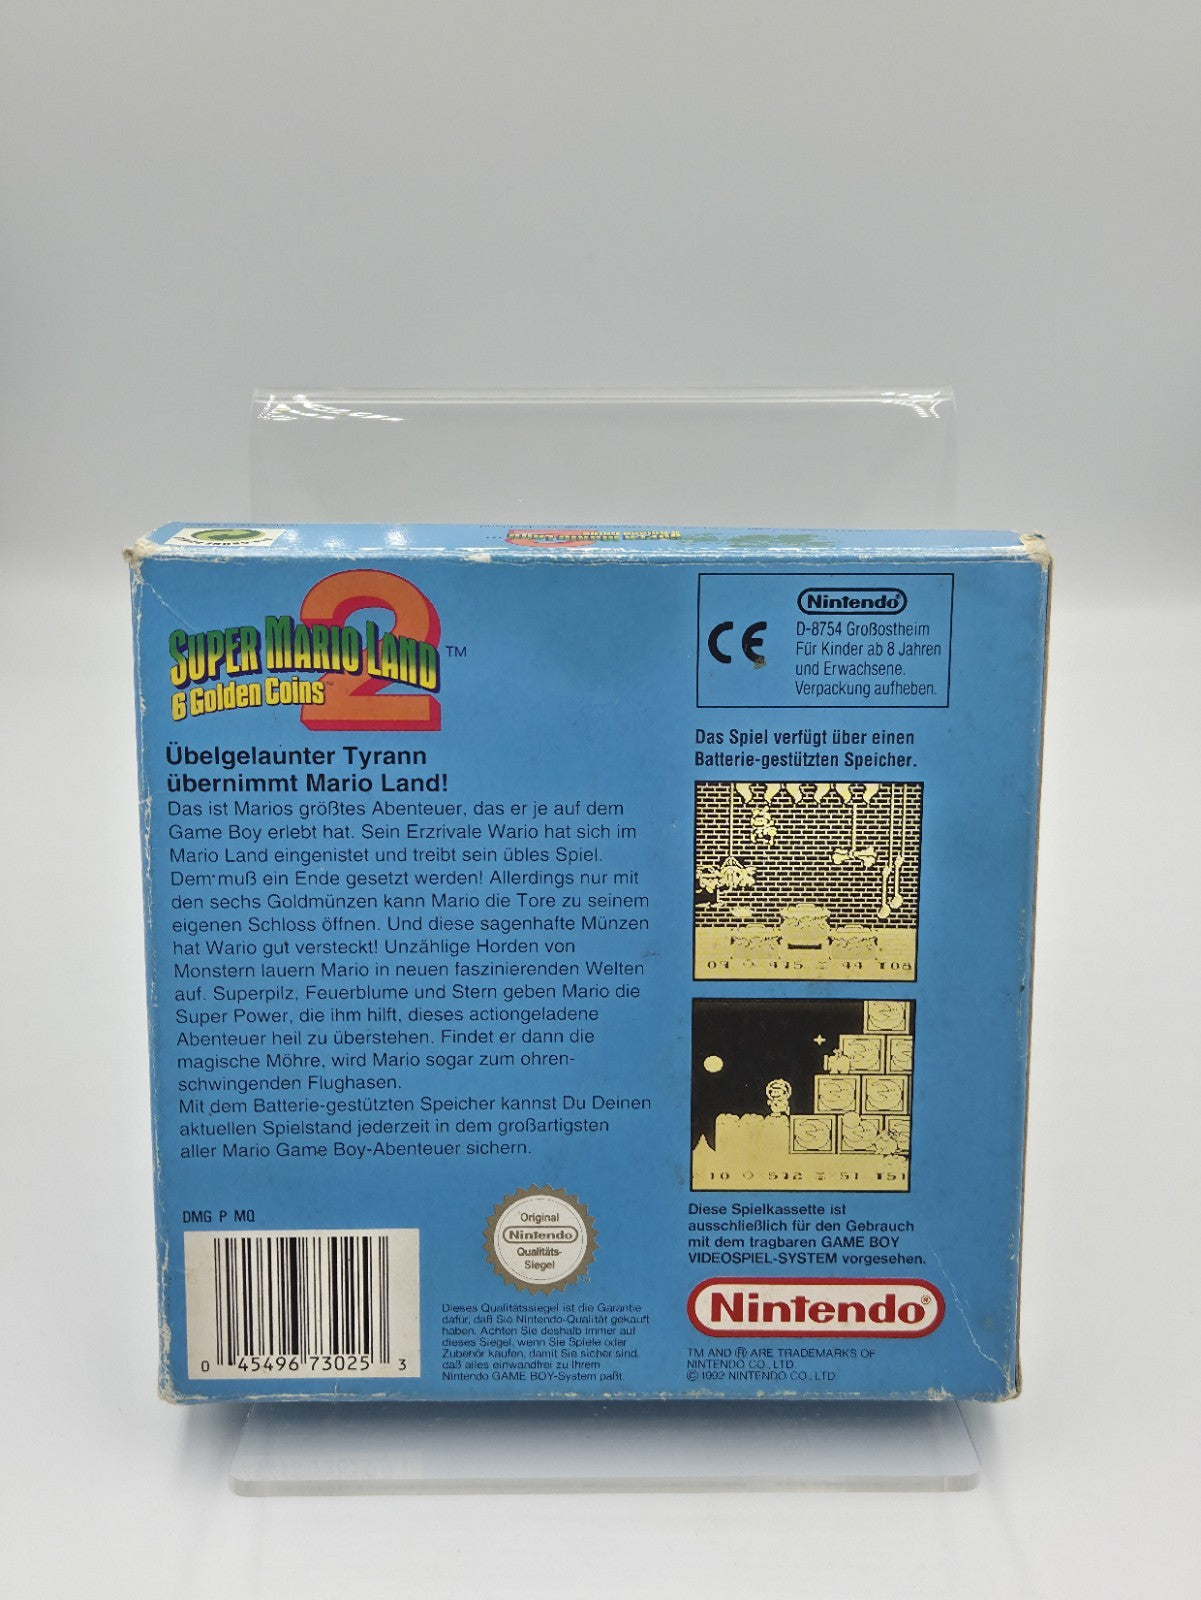 SUPER MARIO LAND 2 ™
6 Golden Coins™
Übelgelaunter Tyrann
übernimmt Mario Land!
Das ist Marios größtes Abenteuer, das er je auf dem
Game Boy erlebt hat. Sein Erzrivale Wario hat sich im
Mario Land eingenistet und treibt sein übles Spiel.
Dem muß ein Ende gesetzt werden! Allerdings nur mit
den sechs Goldmünzen kann Mario die Tore zu seinem
eigenen Schloss öffnen. Und diese sagenhafte Münzen
hat Wario gut versteckt! Unzählige Horden von
Monstern lauern Mario in neuen faszinierenden Welten
auf. Superpilz, Feuerblume und Stern geben Mario die
Super Power, die ihm hilft, dieses actiongeladene
Abenteuer heil zu überstehen. Findet er dann die
magische Möhre, wird Mario sogar zum ohren-
schwingenden Flughasen.
Mit dem Batterie-gestützten Speicher kannst Du Deinen
aktuellen Spielstand jederzeit in dem großartigsten
aller Mario Game Boy-Abenteuer sichern.
DMG P MQ
0 45496 73025 3
Original
Nintendo
Qualitäts-
Siegel
Dieses Qualitätssiegel ist die Garantie
dafür, daß Sie Nintendo-Qualität gekauft
haben. Achten Sie deshalb immer auf
dieses Siegel, wenn Sie Spiele oder
Zubehör kaufen, damit Sie sicher sind,
daß alles einwandfrei zu Ihrem
Nintendo GAME BOY-System paßt.
CE
Nintendo
D-8754 Großostheim
Für Kinder ab 8 Jahren
und Erwachsene.
Verpackung aufheben.
Das Spiel verfügt über einen
Batterie-gestützten Speicher.
09 0 475 44 T08
10 0 572 51 T51
Diese Spielkassette ist
ausschließlich für den Gebrauch
mit dem tragbaren GAME BOY
VIDEOSPIEL-SYSTEM vorgesehen.
Nintendo®
TM AND ® ARE TRADEMARKS OF
NINTENDO CO., LTD.
© 1992 NINTENDO CO., LTD.